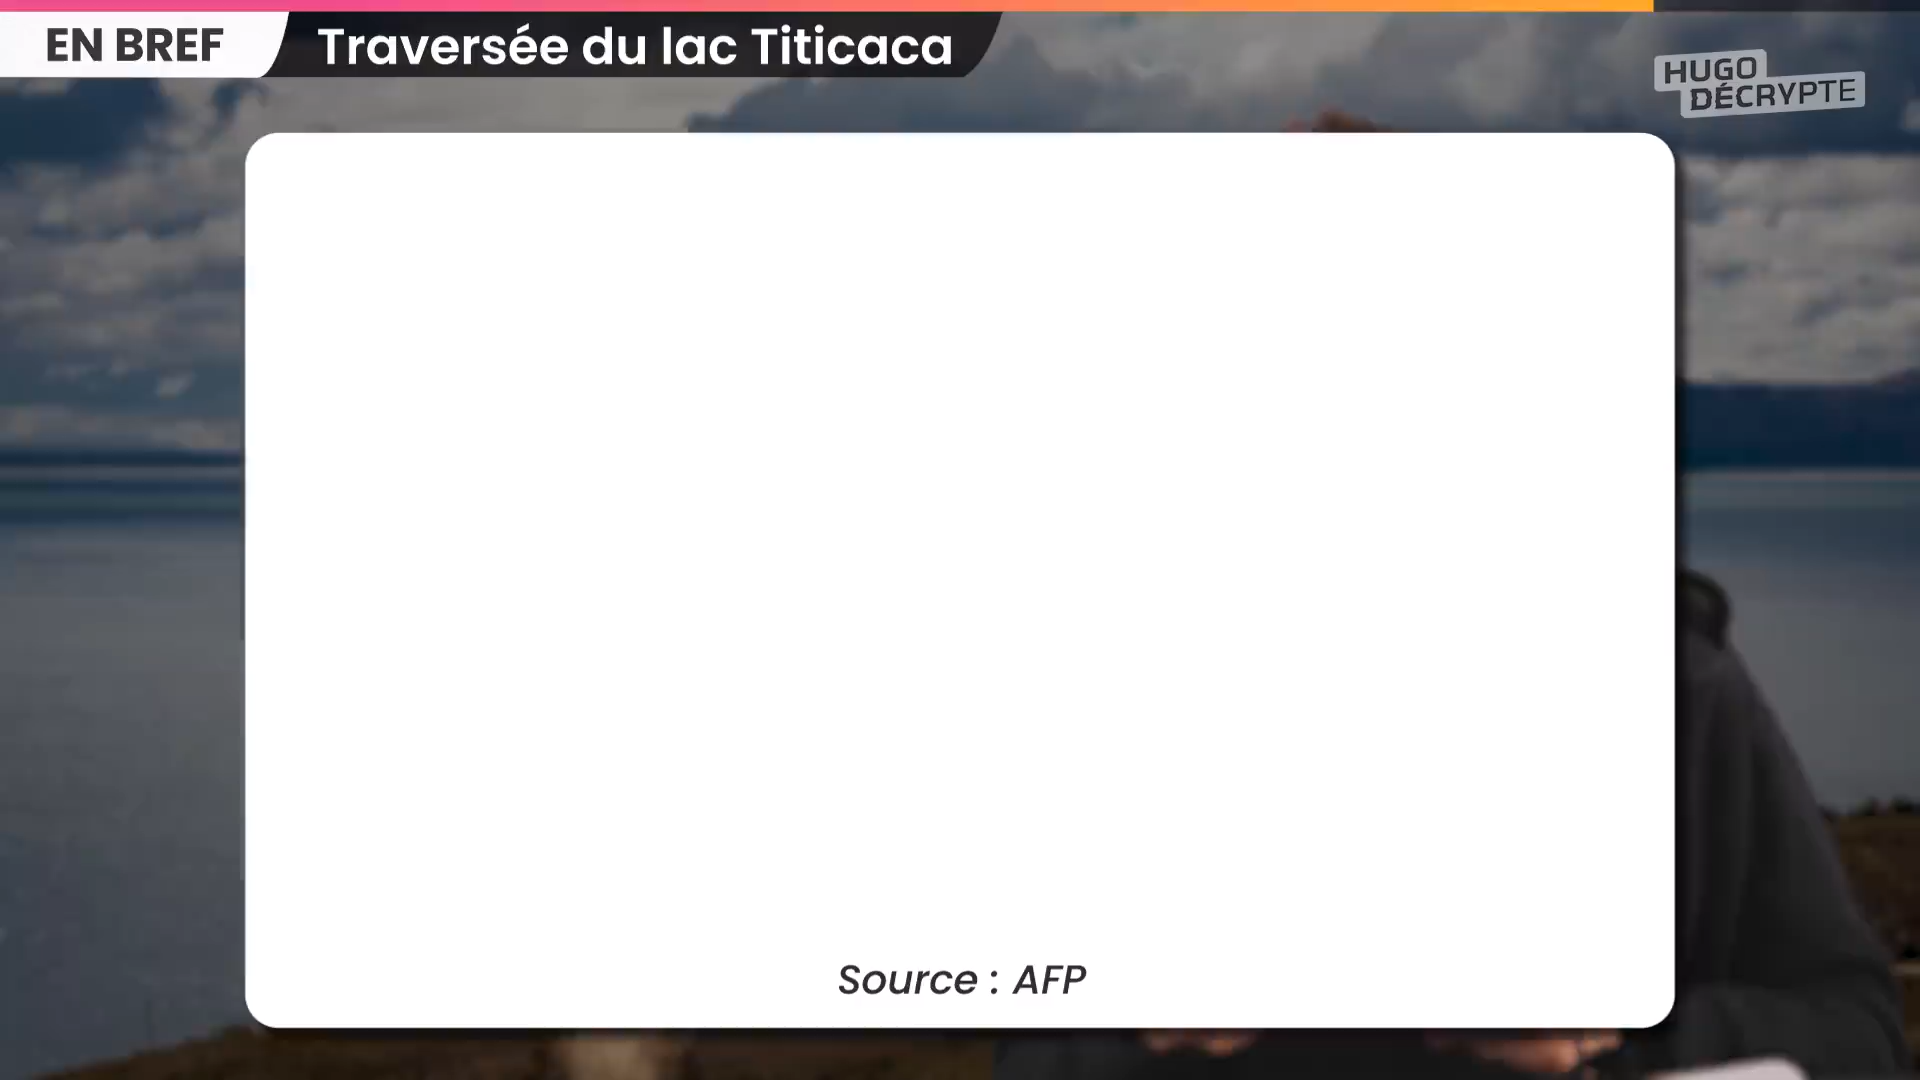 EN BREF
Traversée du lac Titicaca
HUGO
DÉCRYPTE
Source : AFP